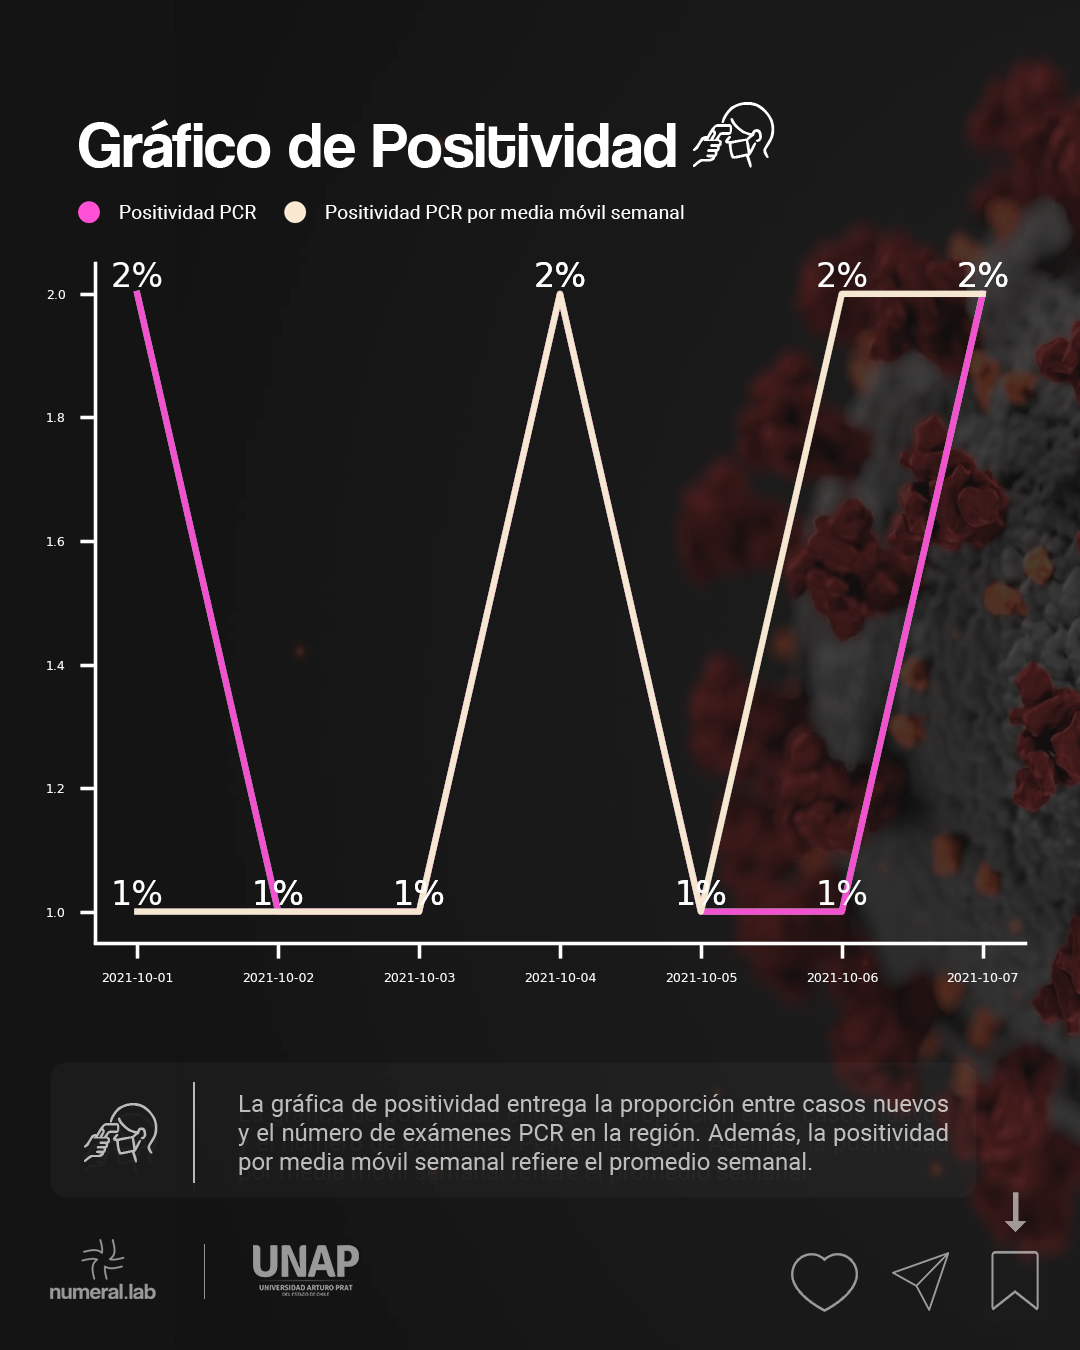 Gráfico de Positividad
Positividad PCR
Positividad PCR por media móvil semanal
2% 2% 2% 2%
2.0
1.8
1.6
1.4
1.2
1% 1% 1% 1% 1%
1.0
2021-10-01 2021-10-02 2021-10-03 2021-10-04 2021-10-05 2021-10-06 2021-10-07
La gráfica de positividad entrega la proporción entre casos nuevos
y el número de exámenes PCR en la región. Además, la positividad
por media móvil semanal refiere el promedio semanal.
numeral.lab
UNAP
UNIVERSIDAD ARTURO PRAT
DEL ESTADO DE CHILE